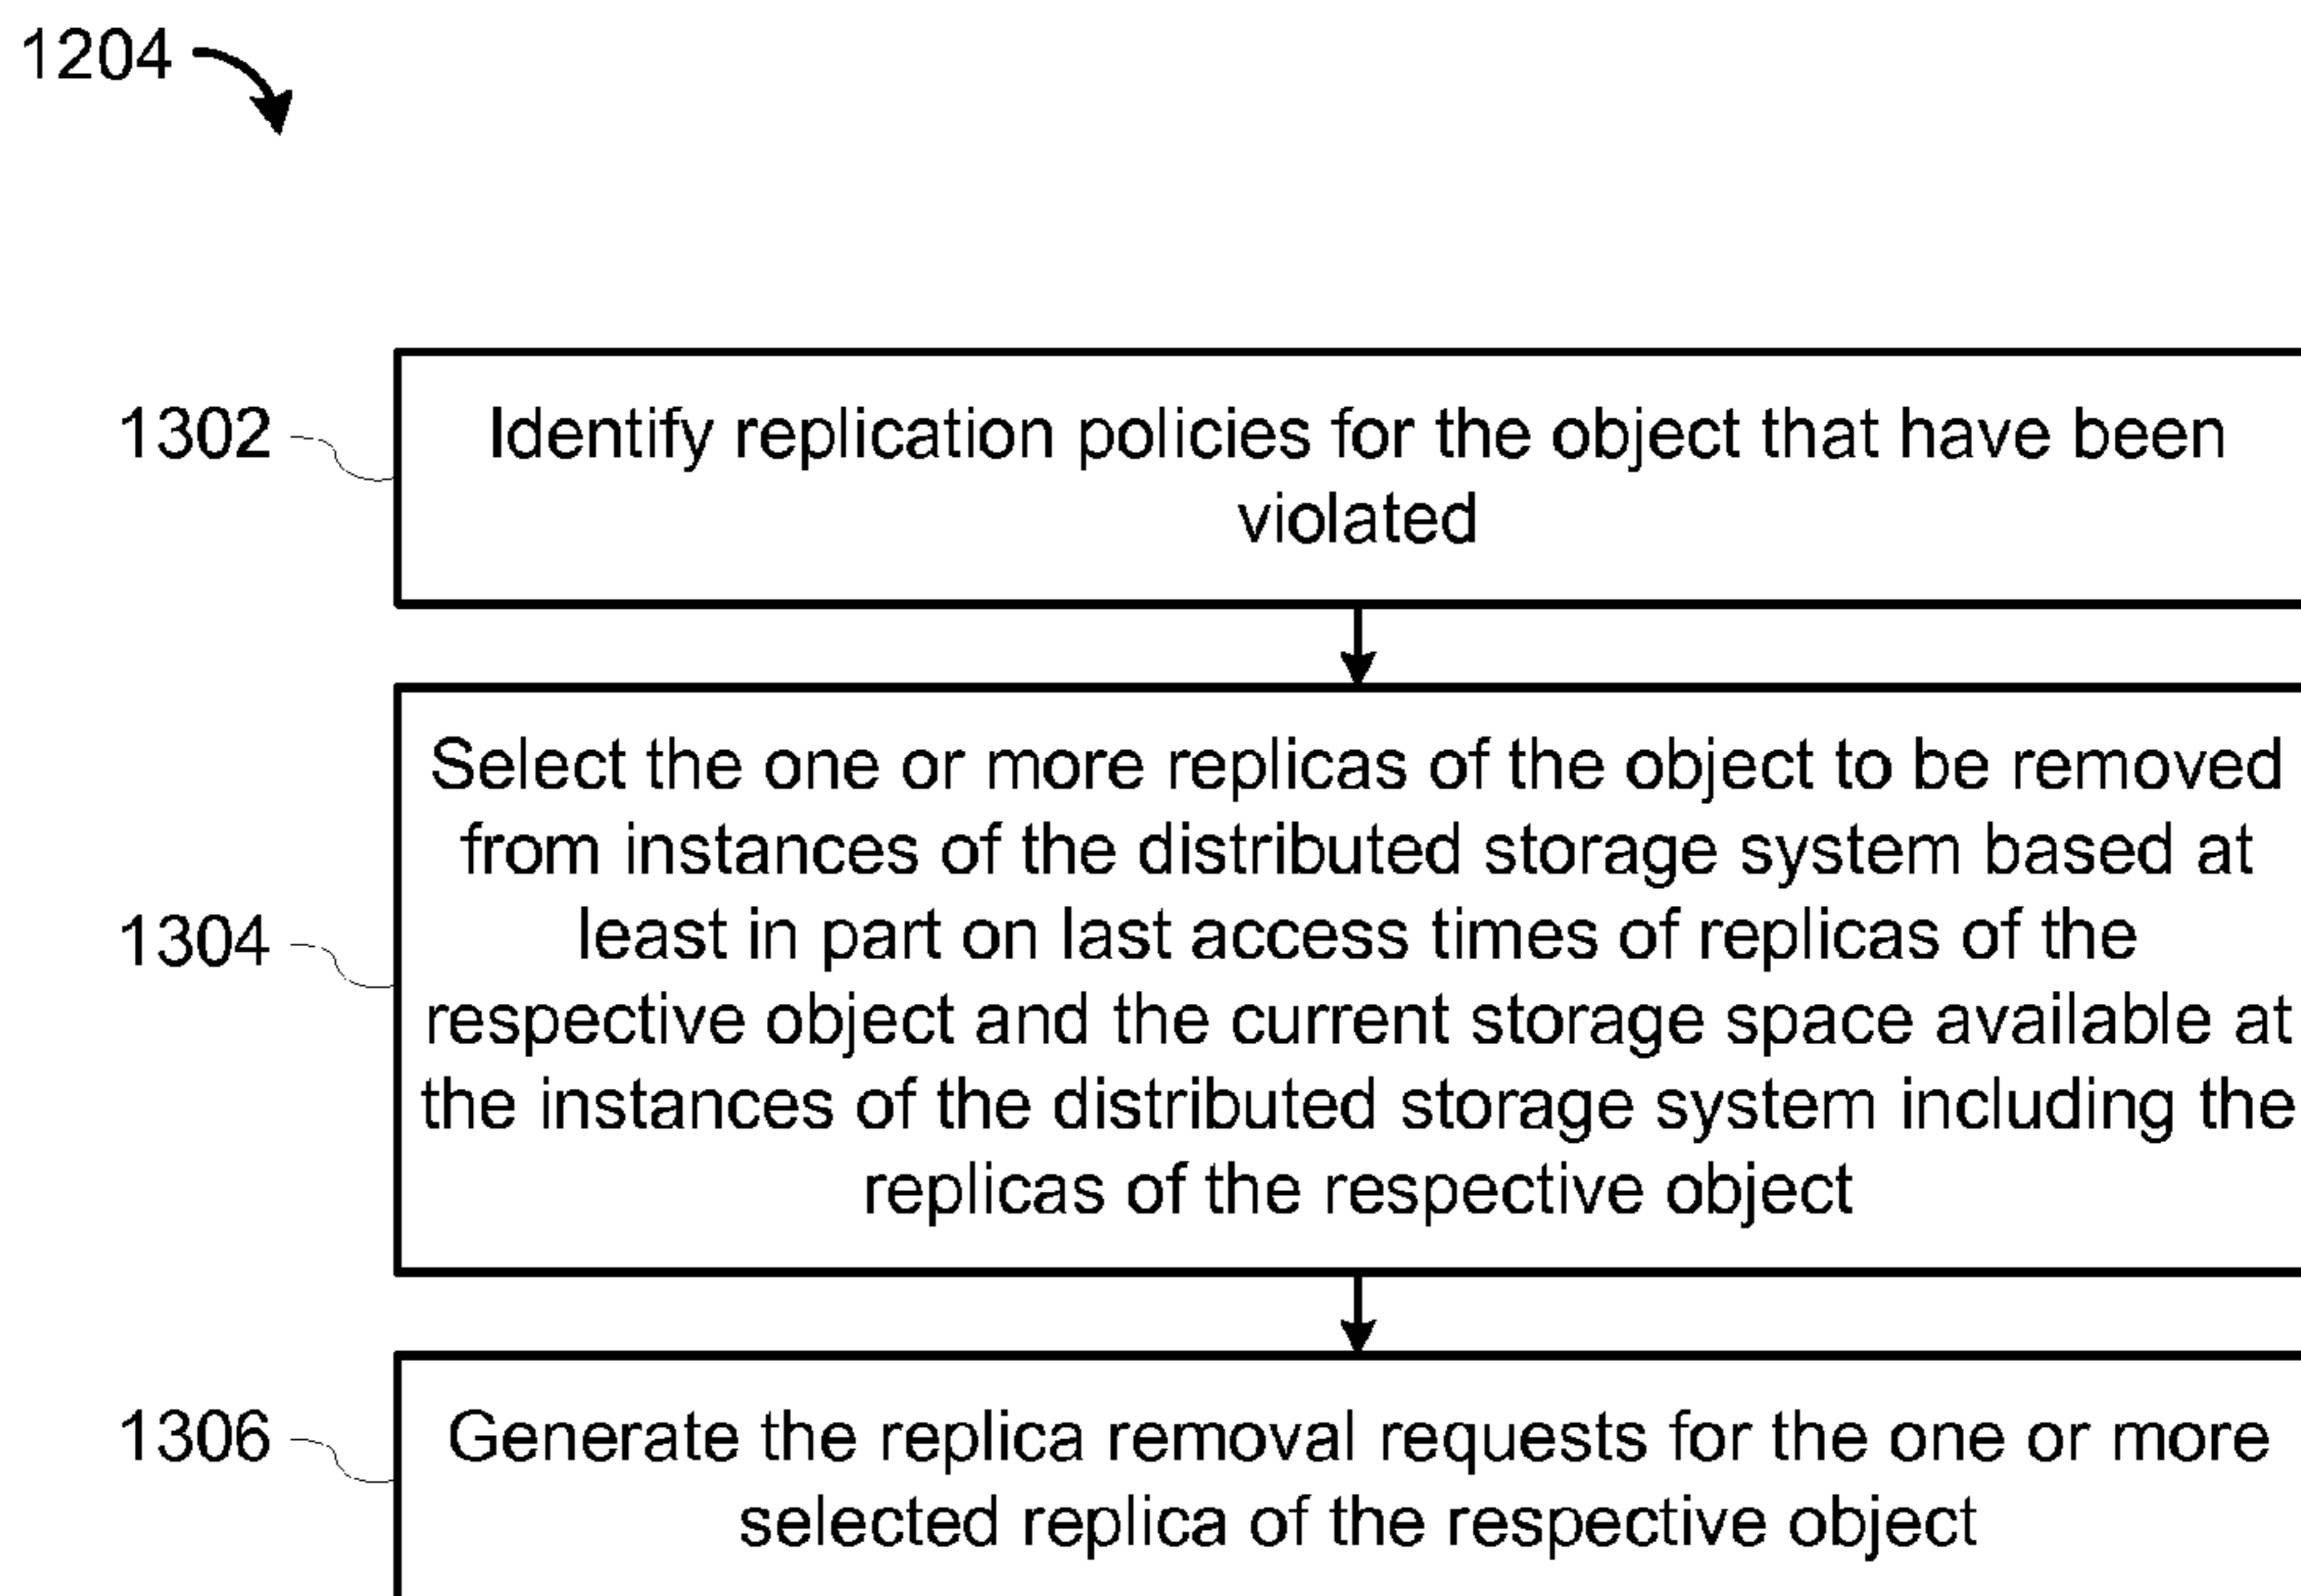 1204
1302
Identify replication policies for the object that have been
violated
1304
Select the one or more replicas of the object to be removed
from instances of the distributed storage system based at
least in part on last access times of replicas of the
respective object and the current storage space available at
the instances of the distributed storage system including the
replicas of the respective object
1306
Generate the replica removal requests for the one or more
selected replica of the respective object